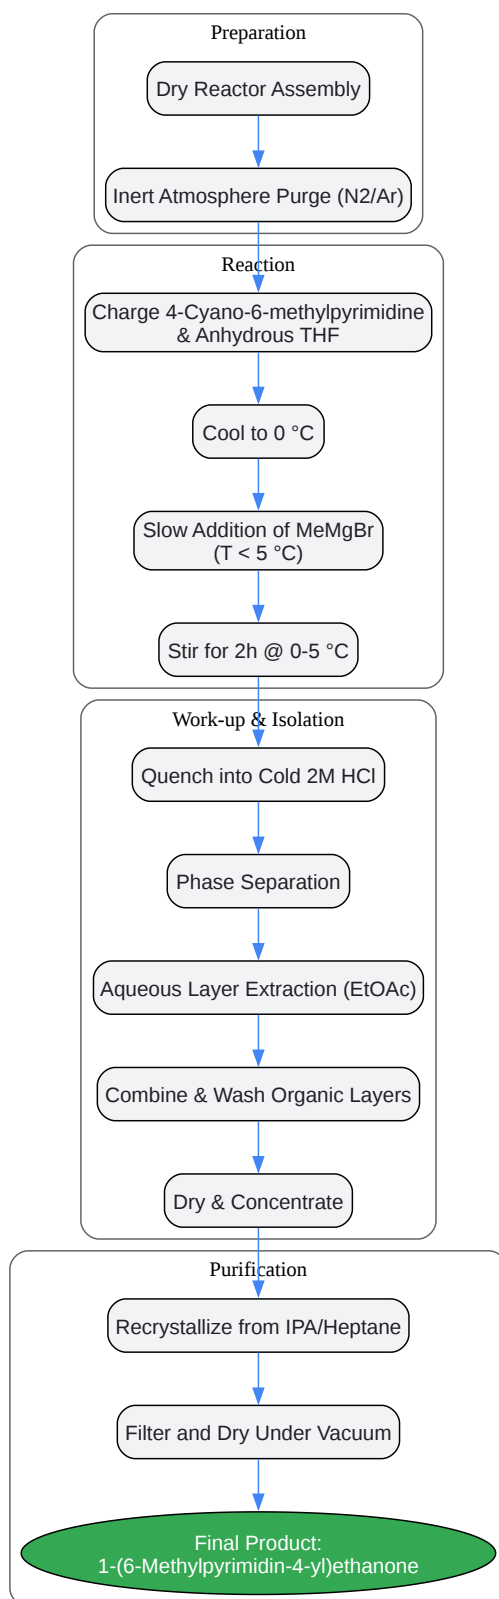 Preparation
Dry Reactor Assembly
Inert Atmosphere Purge (N2/Ar)
Reaction
Charge 4-Cyano-6-methylpyrimidine
& Anhydrous THF
Cool to 0 °C
Slow Addition of MeMgBr
(T < 5 °C)
Stir for 2h @ 0-5 °C
Work-up & Isolation
Quench into Cold 2M HCl
Phase Separation
Aqueous Layer Extraction (EtOAc)
Combine & Wash Organic Layers
Dry & Concentrate
Purification
Recrystallize from IPA/Heptane
Filter and Dry Under Vacuum
Final Product:
1-(6-Methylpyrimidin-4-yl)ethanone